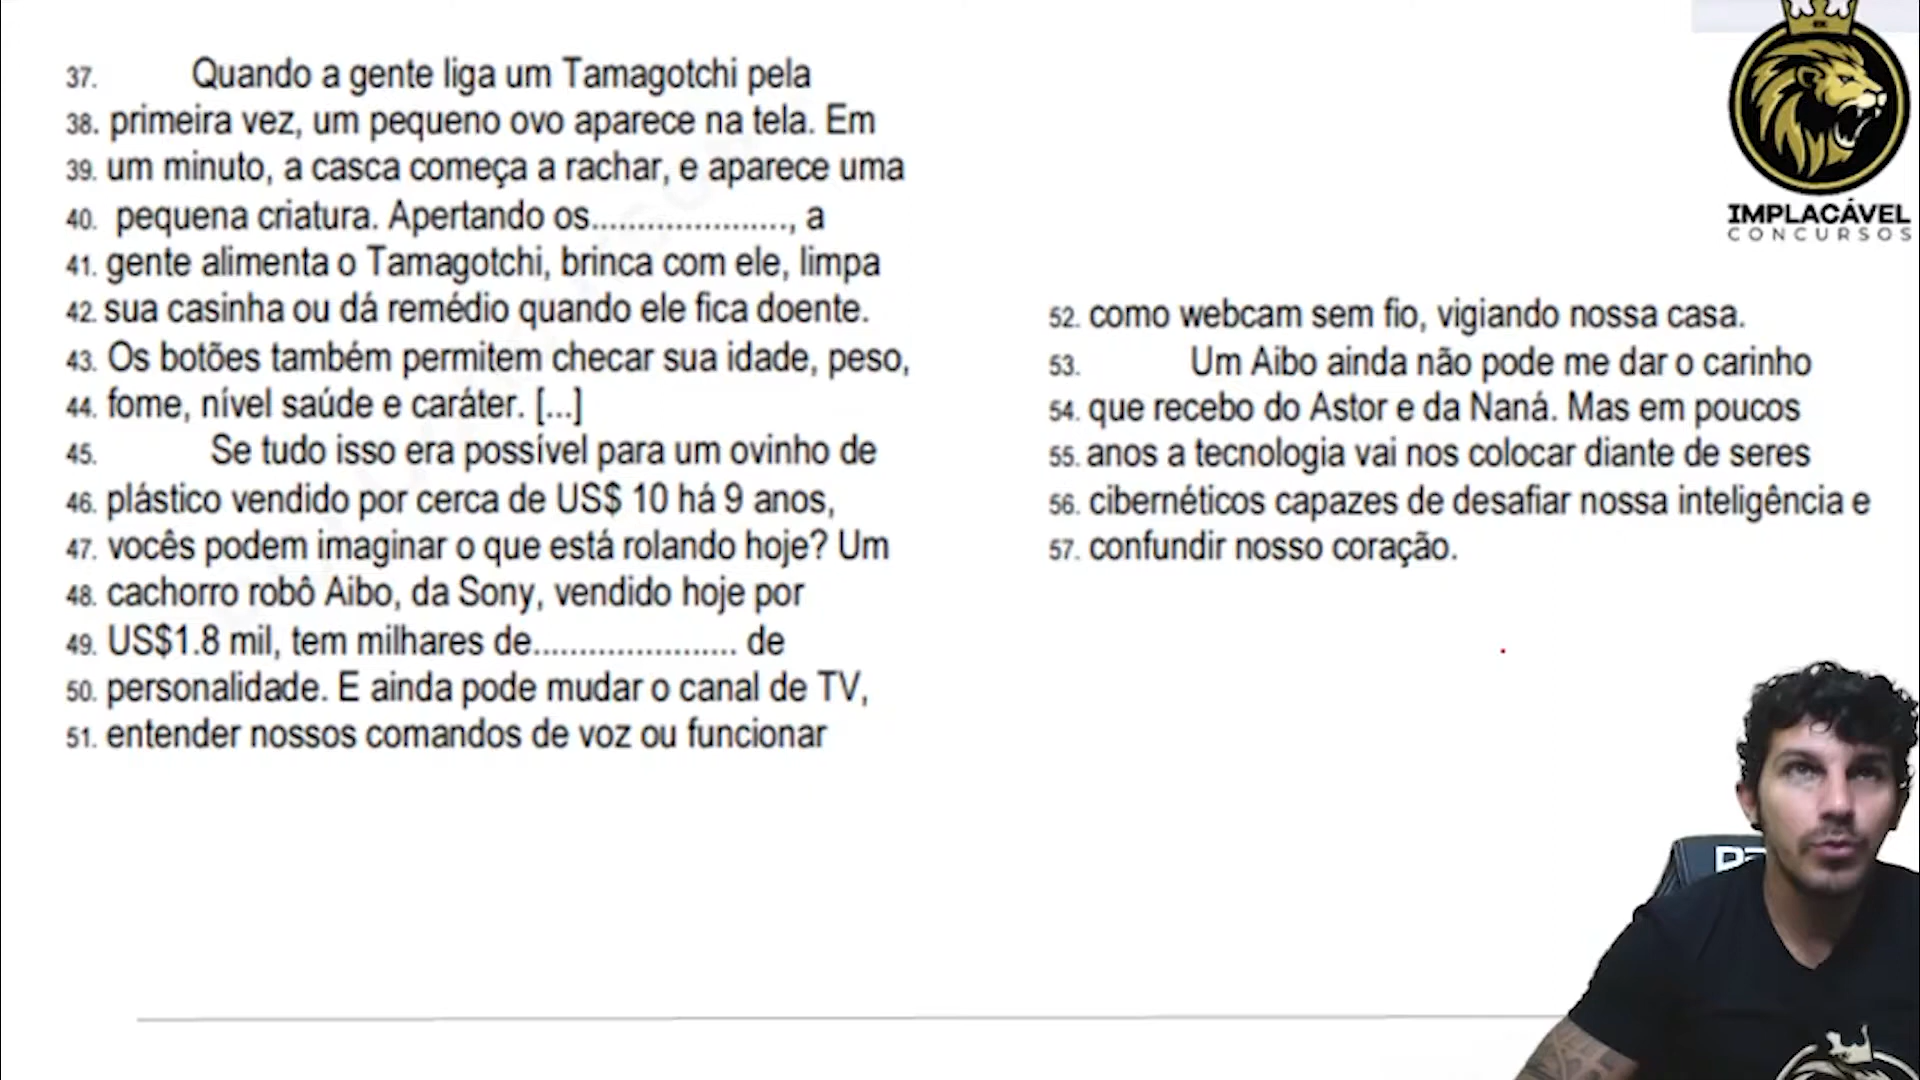 37. Quando a gente liga um Tamagotchi pela
38. primeira vez, um pequeno ovo aparece na tela. Em
39. um minuto, a casca começa a rachar, e aparece uma
40. pequena criatura. Apertando os......................, a
41. gente alimenta o Tamagotchi, brinca com ele, limpa
42. sua casinha ou dá remédio quando ele fica doente.
43. Os botões também permitem checar sua idade, peso,
44. fome, nível saúde e caráter. [...]
45. Se tudo isso era possível para um ovinho de
46. plástico vendido por cerca de US$ 10 há 9 anos,
47. vocês podem imaginar o que está rolando hoje? Um
48. cachorro robô Aibo, da Sony, vendido hoje por
49. US$1.8 mil, tem milhares de...................... de
50. personalidade. E ainda pode mudar o canal de TV,
51. entender nossos comandos de voz ou funcionar
52. como webcam sem fio, vigiando nossa casa.
53. Um Aibo ainda não pode me dar o carinho
54. que recebo do Astor e da Naná. Mas em poucos
55. anos a tecnologia vai nos colocar diante de seres
56. cibernéticos capazes de desafiar nossa inteligência e
57. confundir nosso coração.
IMPLACÁVEL
CONCURSOS